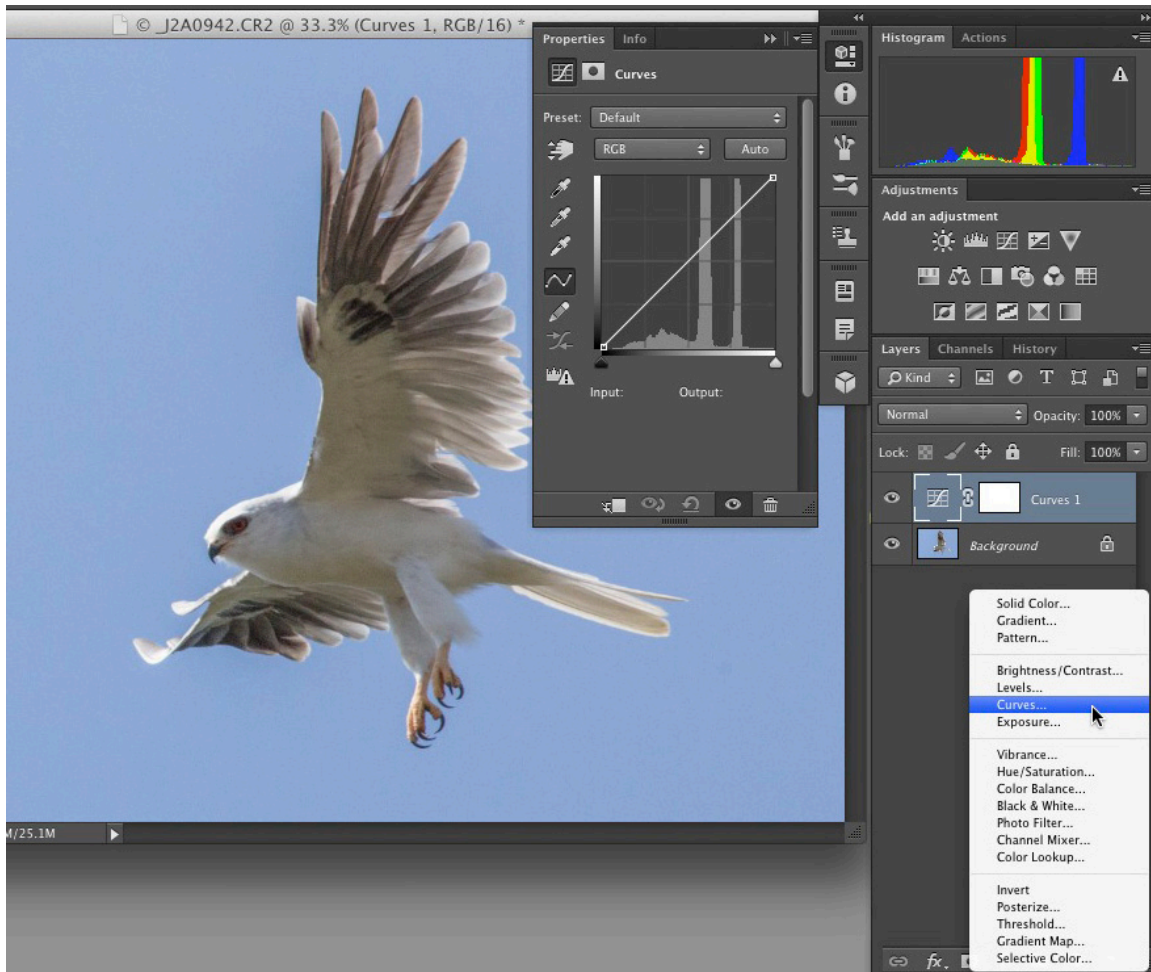 © _J2A0942.CR2 @ 33.3% (Curves 1, RGB/16) *
M/25.1M
Properties Info
Curves
Preset: Default
RGB Auto
Input: Output:
Histogram Actions
Adjustments
Add an adjustment
Layers Channels History
Kind T
Normal Opacity: 100%
Lock: Fill: 100%
Curves 1
Background
Solid Color...
Gradient...
Pattern...
Brightness/Contrast...
Levels...
Curves...
Exposure...
Vibrance...
Hue/Saturation...
Color Balance...
Black & White...
Photo Filter...
Channel Mixer...
Color Lookup...
Invert
Posterize...
Threshold...
Gradient Map...
Selective Color...
fx.